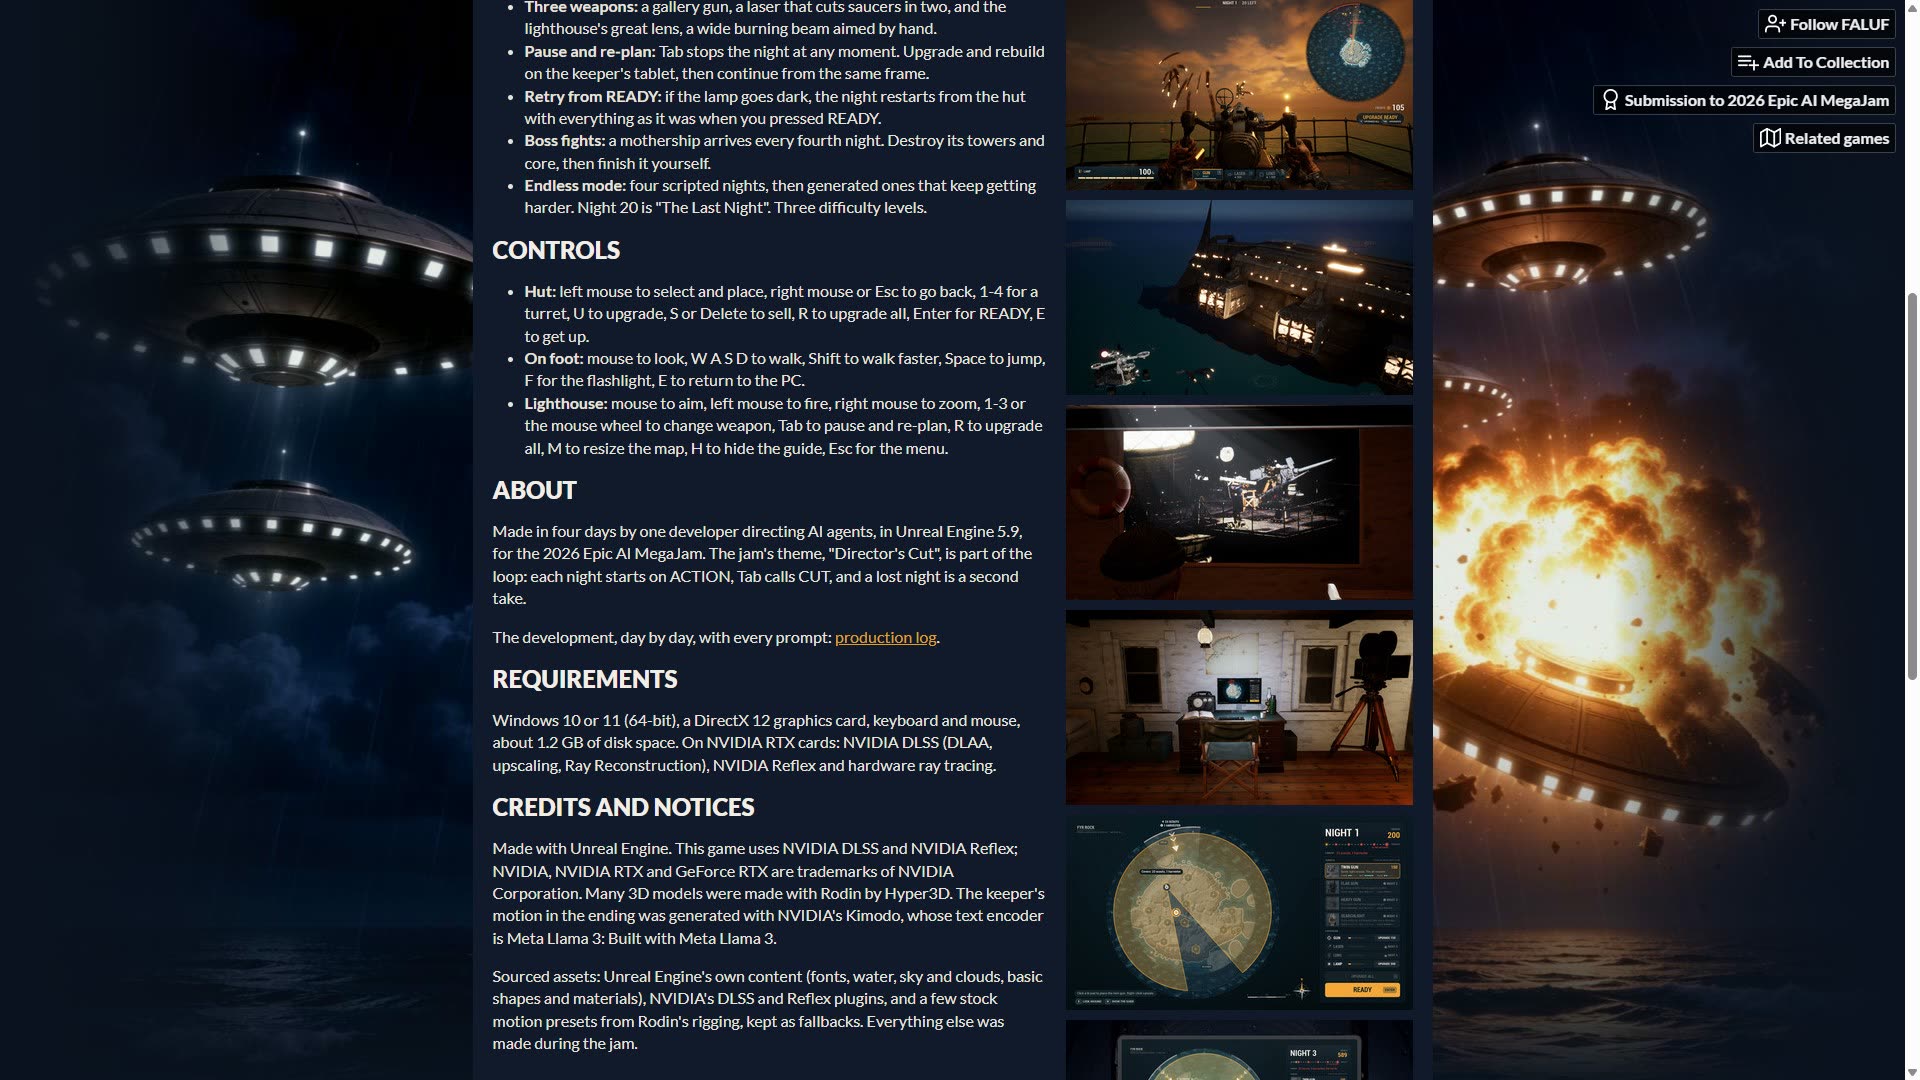 Three weapons: a gallery gun, a laser that cuts saucers in two, and the
lighthouse's great lens, a wide burning beam aimed by hand.
Pause and re-plan: Tab stops the night at any moment. Upgrade and rebuild
on the keeper's tablet, then continue from the same frame.
Retry from READY: if the lamp goes dark, the night restarts from the hut
with everything as it was when you pressed READY.
Boss fights: a mothership arrives every fourth night. Destroy its towers and
core, then finish it yourself.
Endless mode: four scripted nights, then generated ones that keep getting
harder. Night 20 is "The Last Night". Three difficulty levels.
CONTROLS
Hut: left mouse to select and place, right mouse or Esc to go back, 1-4 for a
turret, U to upgrade, S or Delete to sell, R to upgrade all, Enter for READY, E
to get up.
On foot: mouse to look, W A S D to walk, Shift to walk faster, Space to jump,
F for the flashlight, E to return to the PC.
Lighthouse: mouse to aim, left mouse to fire, right mouse to zoom, 1-3 or
the mouse wheel to change weapon, Tab to pause and re-plan, R to upgrade
all, M to resize the map, H to hide the guide, Esc for the menu.
ABOUT
Made in four days by one developer directing AI agents, in Unreal Engine 5.9,
for the 2026 Epic AI MegaJam. The jam's theme, "Director's Cut", is part of the
loop: each night starts on ACTION, Tab calls CUT, and a lost night is a second
take.
The development, day by day, with every prompt: production log.
REQUIREMENTS
Windows 10 or 11 (64-bit), a DirectX 12 graphics card, keyboard and mouse,
about 1.2 GB of disk space. On NVIDIA RTX cards: NVIDIA DLSS (DLAA,
upscaling, Ray Reconstruction), NVIDIA Reflex and hardware ray tracing.
CREDITS AND NOTICES
Made with Unreal Engine. This game uses NVIDIA DLSS and NVIDIA Reflex;
NVIDIA, NVIDIA RTX and GeForce RTX are trademarks of NVIDIA
Corporation. Many 3D models were made with Rodin by Hyper3D. The keeper's
motion in the ending was generated with NVIDIA's Kimodo, whose text encoder
is Meta Llama 3: Built with Meta Llama 3.
Sourced assets: Unreal Engine's own content (fonts, water, sky and clouds, basic
shapes and materials), NVIDIA's DLSS and Reflex plugins, and a few stock
motion presets from Rodin's rigging, kept as fallbacks. Everything else was
made during the jam.
105
UPGRADE READY
100
NIGHT 1
200
READY
NIGHT 3
589
Follow FALUF
Add To Collection
Submission to 2026 Epic AI MegaJam
Related games